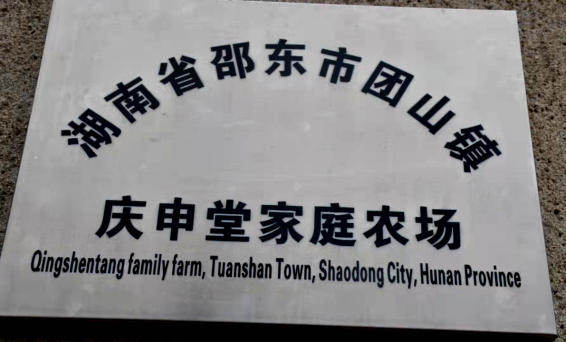 湖南省邵东市团山镇
庆申堂家庭农场
Qingshentang family farm, Tuanshan Town, Shaodong City, Hunan Province